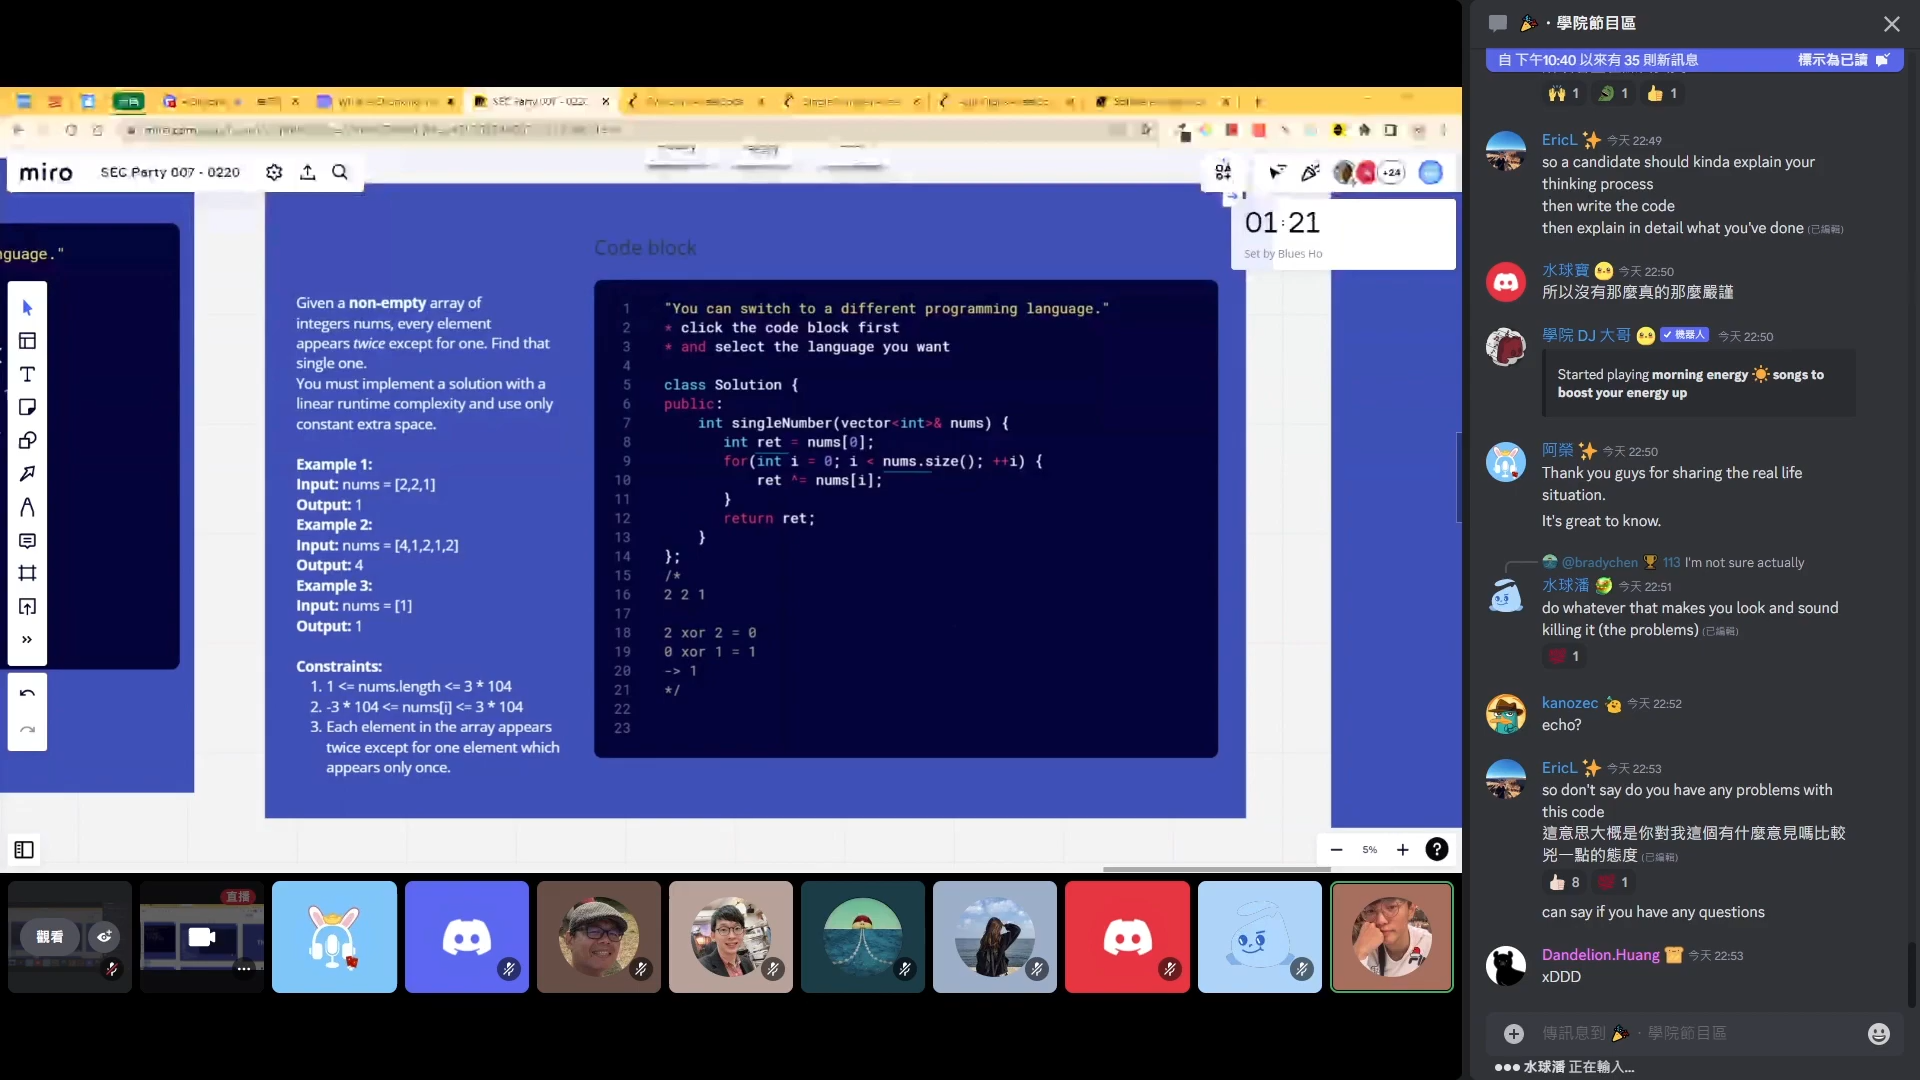 🎉・學院節目區
自 下午10:40 以來有 35 則新訊息
標示為已讀
1
1
1
EricL 今天 22:49
so a candidate should kinda explain your
thinking process
then write the code
then explain in detail what you've done (已編輯)
水球寶 今天 22:50
所以沒有那麼真的那麼嚴謹
學院 DJ 大哥 ✓ 機器人 今天 22:50
Started playing morning energy ☀️ songs to
boost your energy up
阿榮 今天 22:50
Thank you guys for sharing the real life
situation.
It's great to know.
@bradychen 🏆 113 I'm not sure actually
水球潘 今天 22:51
do whatever that makes you look and sound
killing it (the problems) (已編輯)
1
kanozec 今天 22:52
echo?
EricL 今天 22:53
so don't say do you have any problems with
this code
這意思大概是你對我這個有什麼意見嗎比較
兇一點的態度 (已編輯)
8
1
can say if you have any questions
Dandelion.Huang 今天 22:53
xDDD
傳訊息到 🎉・學院節目區
水球潘 正在輸入...
SEC Party 007 - 0220
miro
SEC Party 007 - 0220
+24
01:21
Set by Blues Ho
nguage."
Code block
Given a non-empty array of
integers nums, every element
appears twice except for one. Find that
single one.
You must implement a solution with a
linear runtime complexity and use only
constant extra space.
Example 1:
Input: nums = [2,2,1]
Output: 1
Example 2:
Input: nums = [4,1,2,1,2]
Output: 4
Example 3:
Input: nums = [1]
Output: 1
Constraints:
1. 1 <= nums.length <= 3 * 104
2. -3 * 104 <= nums[i] <= 3 * 104
3. Each element in the array appears
twice except for one element which
appears only once.
1 "You can switch to a different programming language."
2 * click the code block first
3 * and select the language you want
4
5 class Solution {
6 public:
7 int singleNumber(vector<int>& nums) {
8 int ret = nums[0];
9 for(int i = 0; i < nums.size(); ++i) {
10 ret ^= nums[i];
11 }
12 return ret;
13 }
14 };
15 /*
16 2 2 1
17
18 2 xor 2 = 0
19 0 xor 1 = 1
20 -> 1
21 */
22
23
5%
觀看
直播